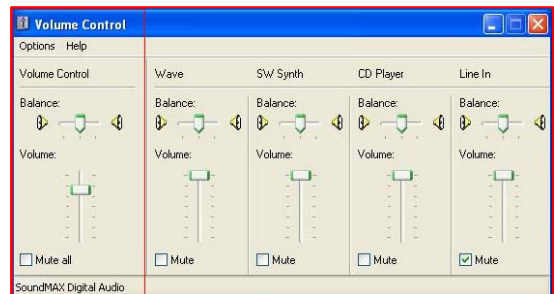 Volume Control
Options Help
Volume Control Wave SW Synth CD Player Line In
Balance: Balance: Balance: Balance: Balance:
Volume: Volume: Volume: Volume: Volume:
Mute all Mute Mute Mute Mute
SoundMAX Digital Audio